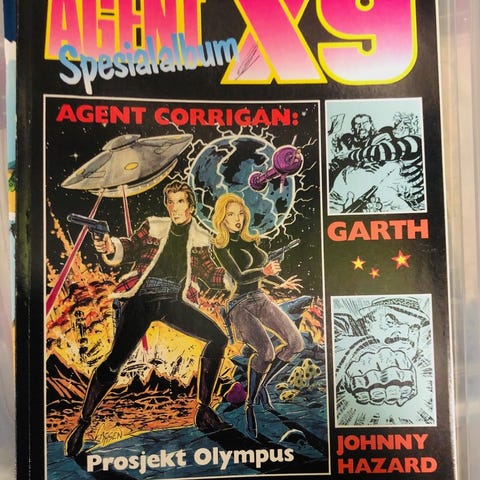 AGENT X9
Spesialalbum
AGENT CORRIGAN:
GARTH
Prosjekt Olympus
JOHNNY
HAZARD